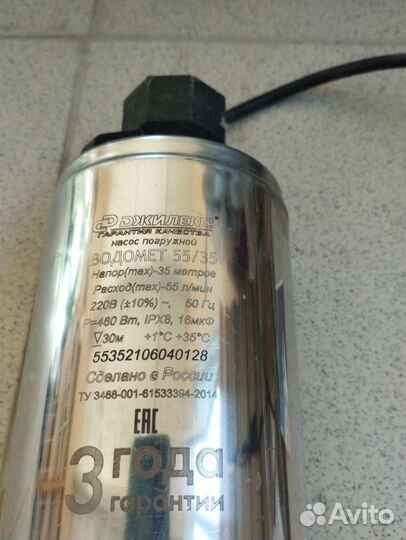 ДЖИЛЕКС
ГАРАНТИЯ КАЧЕСТВА
насос погружной
ВОДОМЕТ 55/35
Напор(max)-35 метров
Расход(max)-55 л/мин
220В (±10%) ~, 50 Гц
P=460 Вт, IPX8, 16мкФ
▽30м +1°C +35°C
55352106040128
Сделано в России
ТУ 3468-001-61533394-2014
EAC
3 года
гарантии
Avito